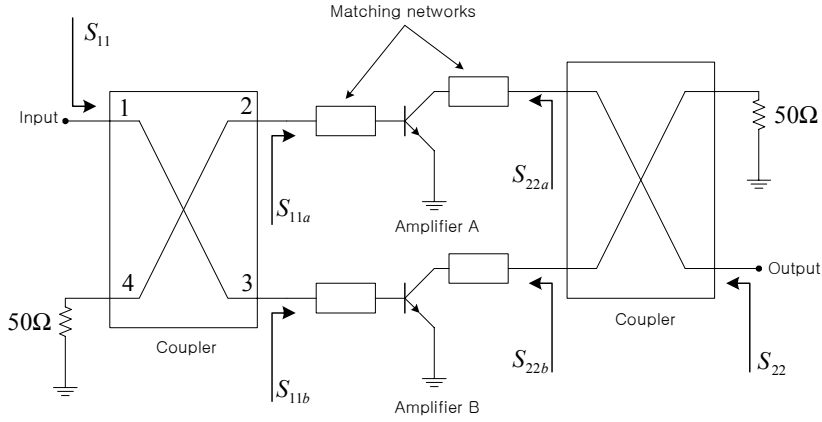 Matching networks
S11
Input
1
2
4
3
50Ω
Coupler
S11a
S11b
Amplifier A
Amplifier B
S22a
S22b
50Ω
Output
Coupler
S22